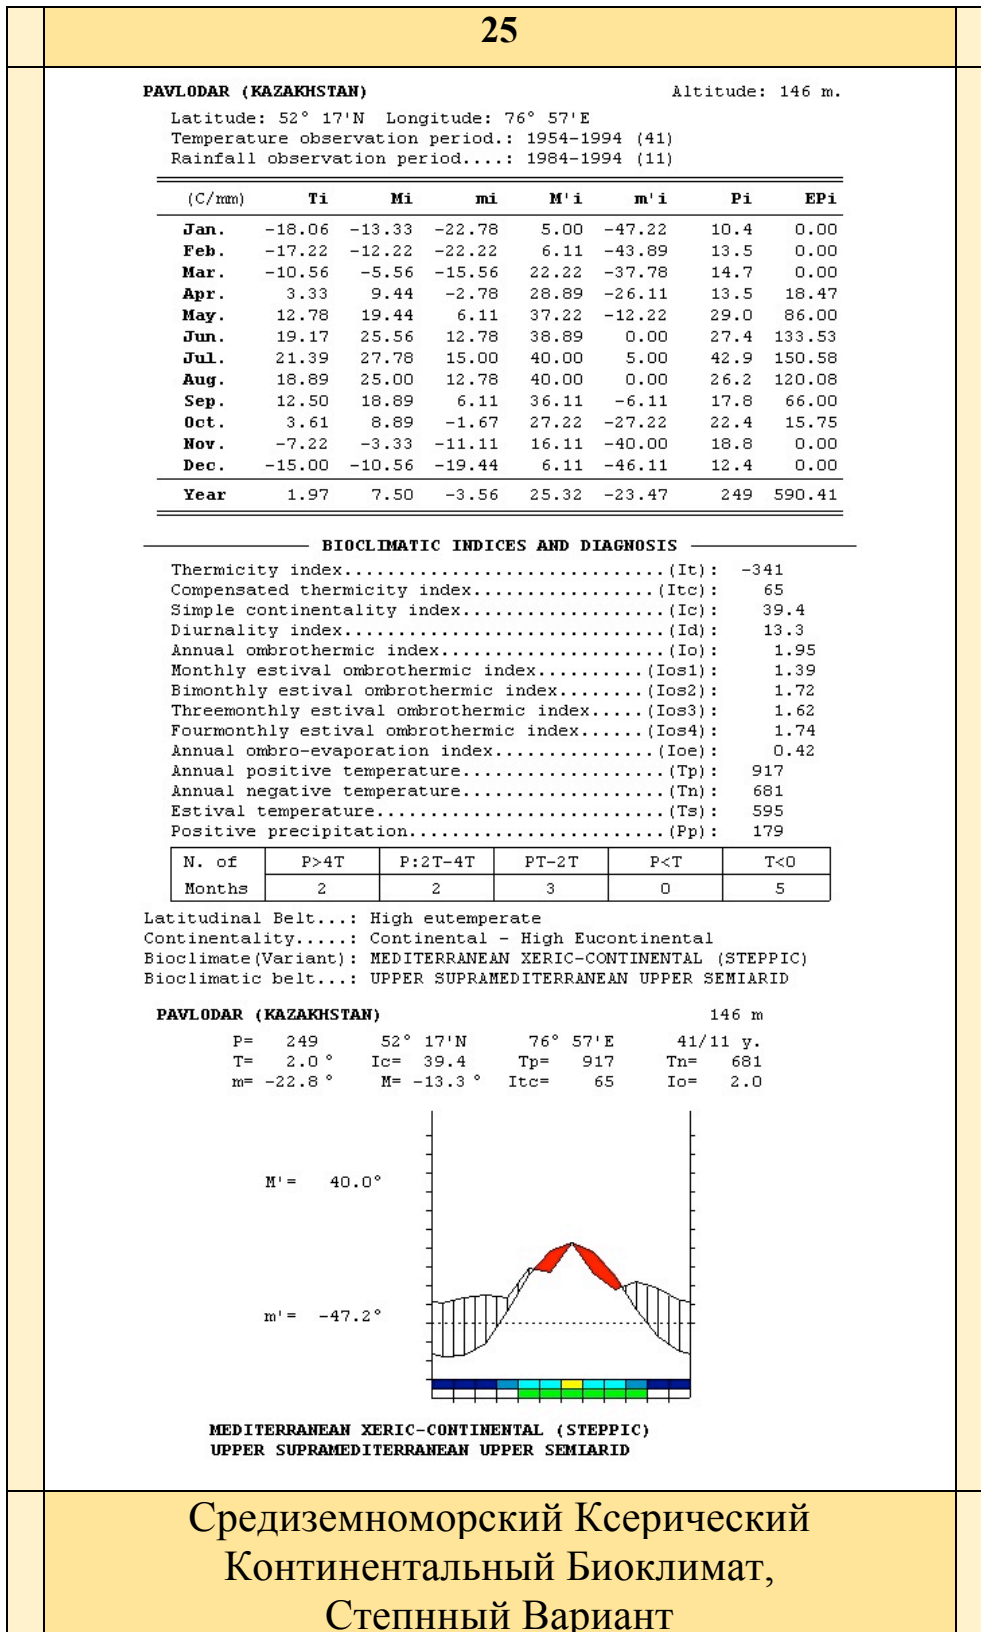 25
PAVLODAR (KAZAKHSTAN) Altitude: 146 m.
Latitude: 52° 17'N Longitude: 76° 57'E
Temperature observation period.: 1954-1994 (41)
Rainfall observation period....: 1984-1994 (11)
(C/mm) Ti Mi mi M'i m'i Pi EPi
Jan. -18.06 -13.33 -22.78 5.00 -47.22 10.4 0.00
Feb. -17.22 -12.22 -22.22 6.11 -43.89 13.5 0.00
Mar. -10.56 -5.56 -15.56 22.22 -37.78 14.7 0.00
Apr. 3.33 9.44 -2.78 28.89 -26.11 13.5 18.47
May. 12.78 19.44 6.11 37.22 -12.22 29.0 86.00
Jun. 19.17 25.56 12.78 38.89 0.00 27.4 133.53
Jul. 21.39 27.78 15.00 40.00 5.00 42.9 150.58
Aug. 18.89 25.00 12.78 40.00 0.00 26.2 120.08
Sep. 12.50 18.89 6.11 36.11 -6.11 17.8 66.00
Oct. 3.61 8.89 -1.67 27.22 -27.22 22.4 15.75
Nov. -7.22 -3.33 -11.11 16.11 -40.00 18.8 0.00
Dec. -15.00 -10.56 -19.44 6.11 -46.11 12.4 0.00
Year 1.97 7.50 -3.56 25.32 -23.47 249 590.41
BIOCLIMATIC INDICES AND DIAGNOSIS
Thermicity index..............................(It): -341
Compensated thermicity index.................(Itc): 65
Simple continentality index...................(Ic): 39.4
Diurnality index..............................(Id): 13.3
Annual ombrothermic index.....................(Io): 1.95
Monthly estival ombrothermic index..........(Ios1): 1.39
Bimonthly estival ombrothermic index........(Ios2): 1.72
Threemonthly estival ombrothermic index.....(Ios3): 1.62
Fourmonthly estival ombrothermic index......(Ios4): 1.74
Annual ombro-evaporation index...............(Ioe): 0.42
Annual positive temperature...................(Tp): 917
Annual negative temperature...................(Tn): 681
Estival temperature...........................(Ts): 595
Positive precipitation........................(Pp): 179
N. of P>4T P:2T-4T PT-2T P<T T<0
Months 2 2 3 0 5
Latitudinal Belt...: High eutemperate
Continentality.....: Continental - High Eucontinental
Bioclimate(Variant): MEDITERRANEAN XERIC-CONTINENTAL (STEPPIC)
Bioclimatic belt...: UPPER SUPRAMEDITERRANEAN UPPER SEMIARID
PAVLODAR (KAZAKHSTAN) 146 m
P= 249 52° 17'N 76° 57'E 41/11 y.
T= 2.0° Ic= 39.4 Tp= 917 Tn= 681
m= -22.8° M= -13.3° Itc= 65 Io= 2.0
M'= 40.0°
m'= -47.2°
MEDITERRANEAN XERIC-CONTINENTAL (STEPPIC)
UPPER SUPRAMEDITERRANEAN UPPER SEMIARID
Средиземноморский Ксерический
Континентальный Биоклимат,
Степнный Вариант